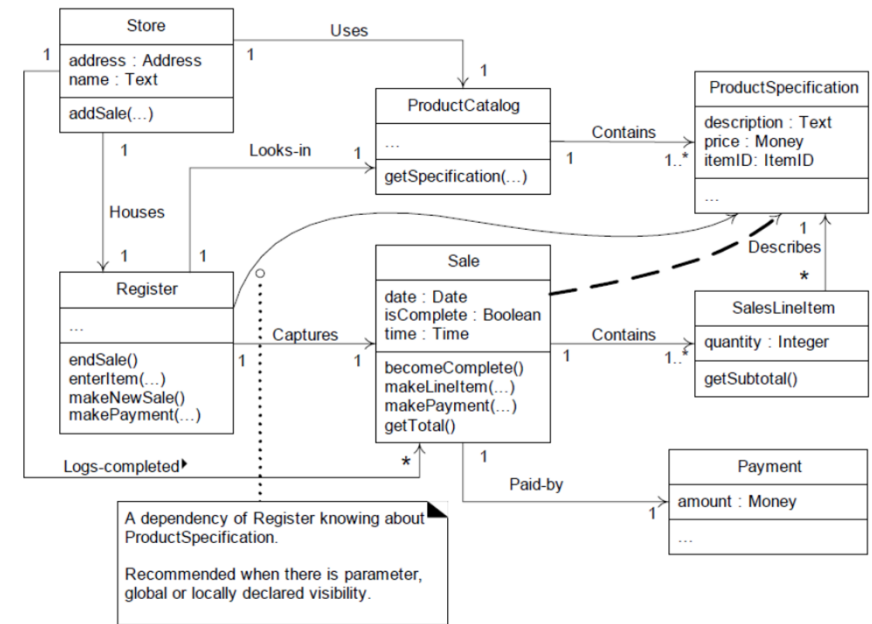 Store
address : Address
name : Text
addSale(...)
1
1
Uses
1
ProductCatalog
...
getSpecification(...)
ProductSpecification
description : Text
price : Money
itemID: ItemID
...
Contains
1
1..*
1
Looks-in
1
Houses
1
1
Register
...
endSale()
enterItem(...)
makeNewSale()
makePayment(...)
Captures
1
1
Sale
date : Date
isComplete : Boolean
time : Time
becomeComplete()
makeLineItem(...)
makePayment(...)
getTotal()
1
Describes
*
SalesLineItem
quantity : Integer
getSubtotal()
Contains
1
1..*
Logs-completed
*
1
Paid-by
1
Payment
amount : Money
...
A dependency of Register knowing about
ProductSpecification.
Recommended when there is parameter,
global or locally declared visibility.